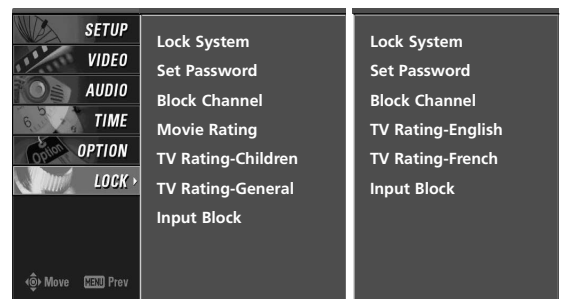 SETUP
VIDEO
AUDIO
TIME
OPTION
LOCK
Move MENU Prev
Lock System
Set Password
Block Channel
Movie Rating
TV Rating-Children
TV Rating-General
Input Block
Lock System
Set Password
Block Channel
TV Rating-English
TV Rating-French
Input Block